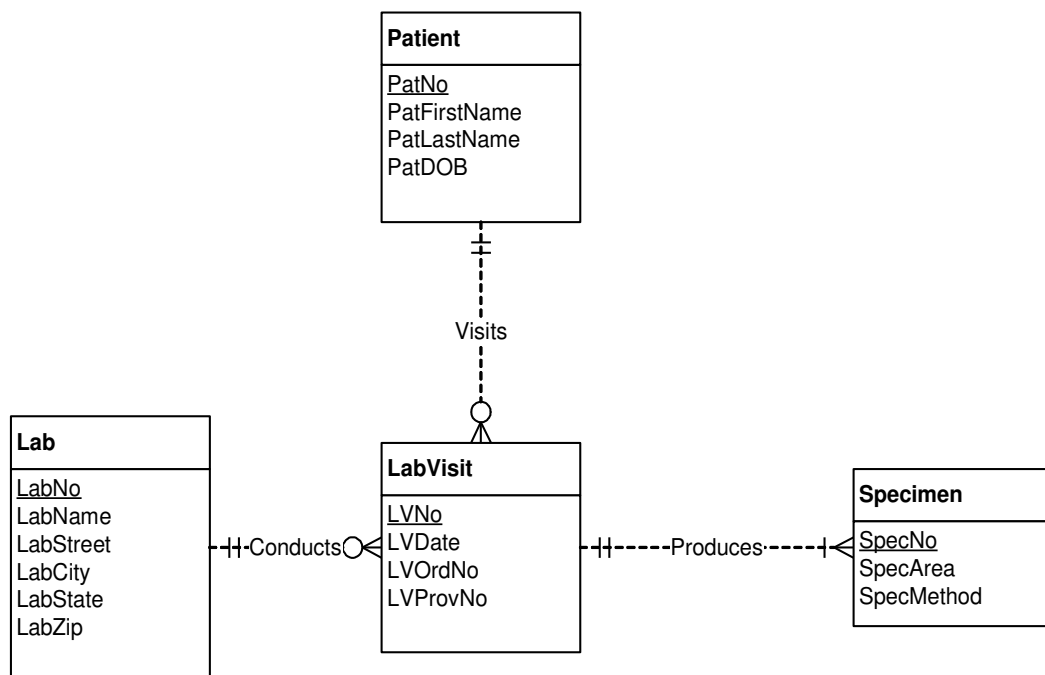 Patient
PatNo
PatFirstName
PatLastName
PatDOB
Visits
Lab
LabNo
LabName
LabStreet
LabCity
LabState
LabZip
Conducts
LabVisit
LVNo
LVDate
LVOrdNo
LVProvNo
Produces
Specimen
SpecNo
SpecArea
SpecMethod